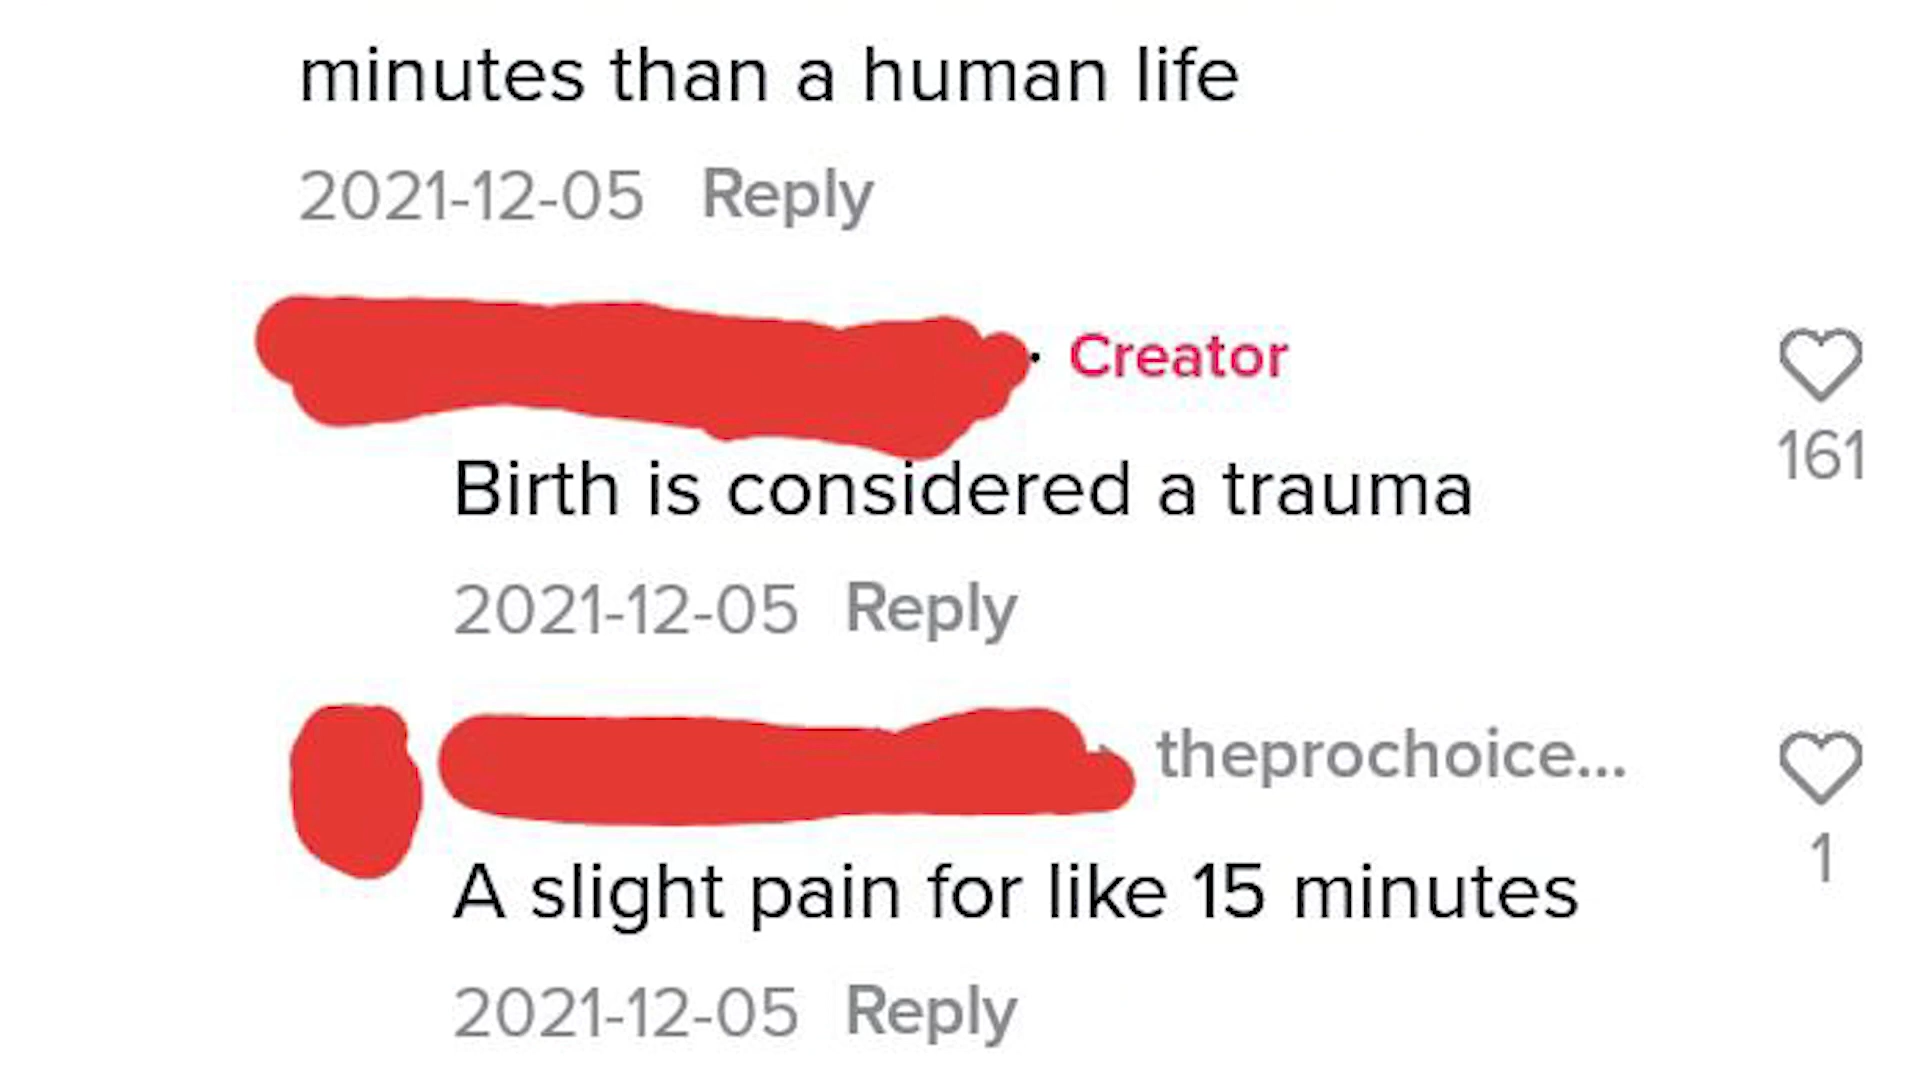 minutes than a human life
2021-12-05 Reply
· Creator
161
Birth is considered a trauma
2021-12-05 Reply
theprochoice...
1
A slight pain for like 15 minutes
2021-12-05 Reply